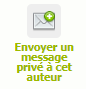 Envoyer un
message
privé à cet
auteur